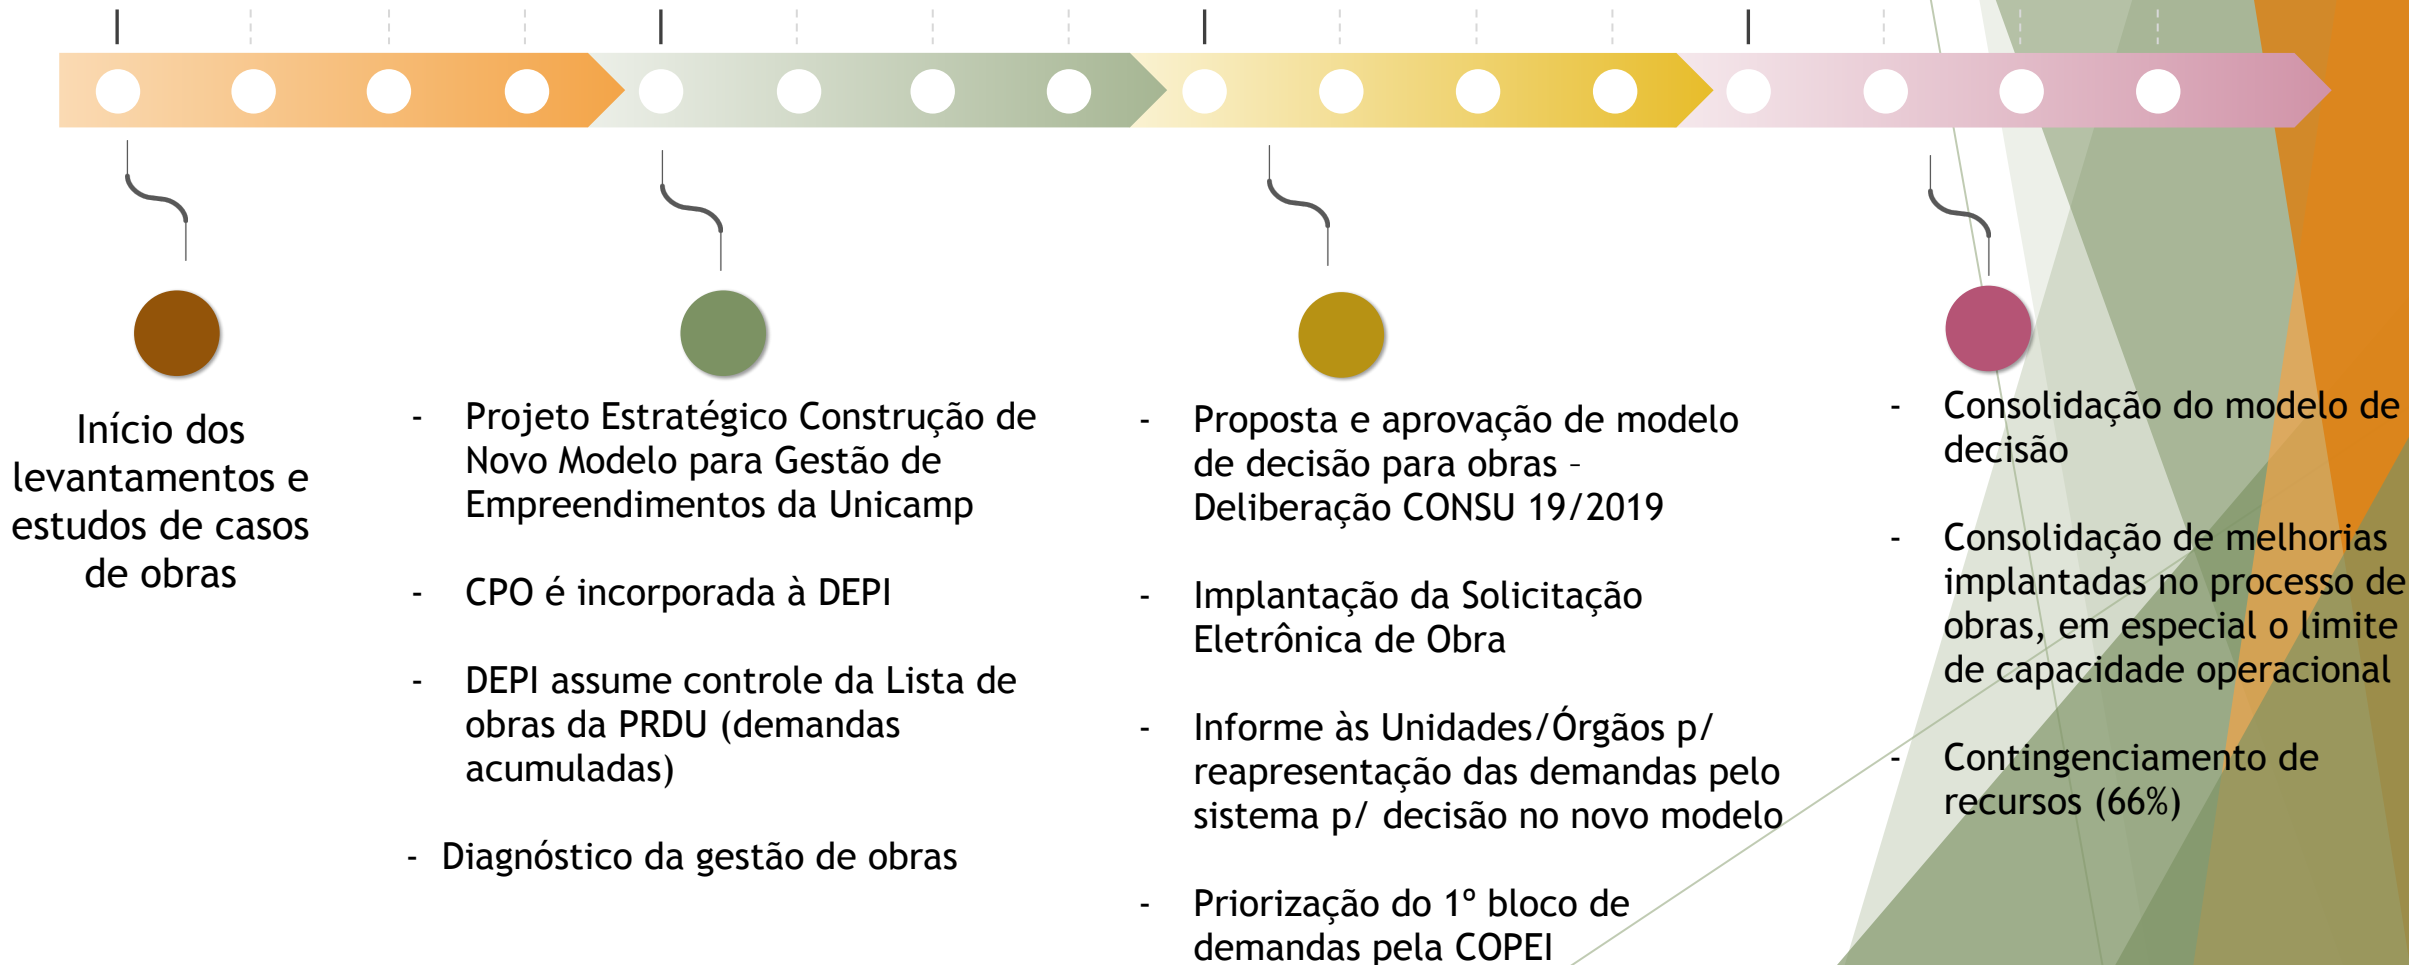 Início dos
levantamentos e
estudos de casos
de obras
- Projeto Estratégico Construção de
Novo Modelo para Gestão de
Empreendimentos da Unicamp
- CPO é incorporada à DEPI
- DEPI assume controle da Lista de
obras da PRDU (demandas
acumuladas)
- Diagnóstico da gestão de obras
- Proposta e aprovação de modelo
de decisão para obras –
Deliberação CONSU 19/2019
- Implantação da Solicitação
Eletrônica de Obra
- Informe às Unidades/Órgãos p/
reapresentação das demandas pelo
sistema p/ decisão no novo modelo
- Priorização do 1º bloco de
demandas pela COPEI
- Consolidação do modelo de
decisão
- Consolidação de melhorias
implantadas no processo de
obras, em especial o limite
de capacidade operacional
- Contingenciamento de
recursos (66%)